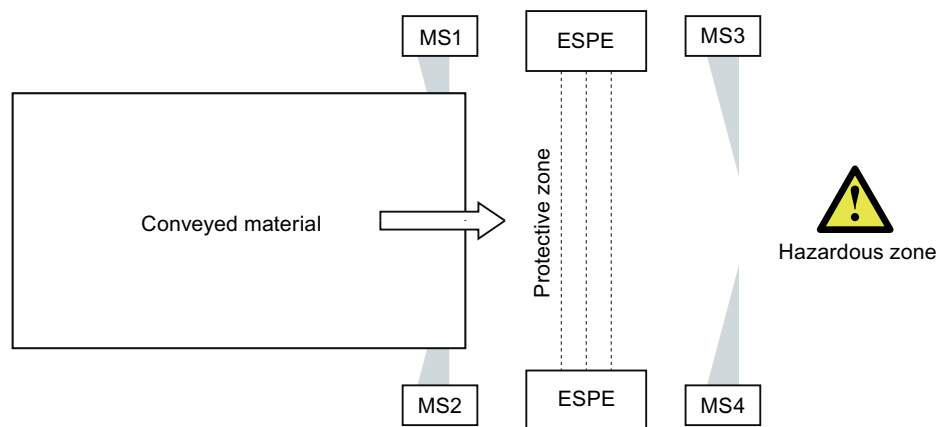 MS1
ESPE
MS3
Conveyed material
Protective zone
Hazardous zone
MS2
ESPE
MS4